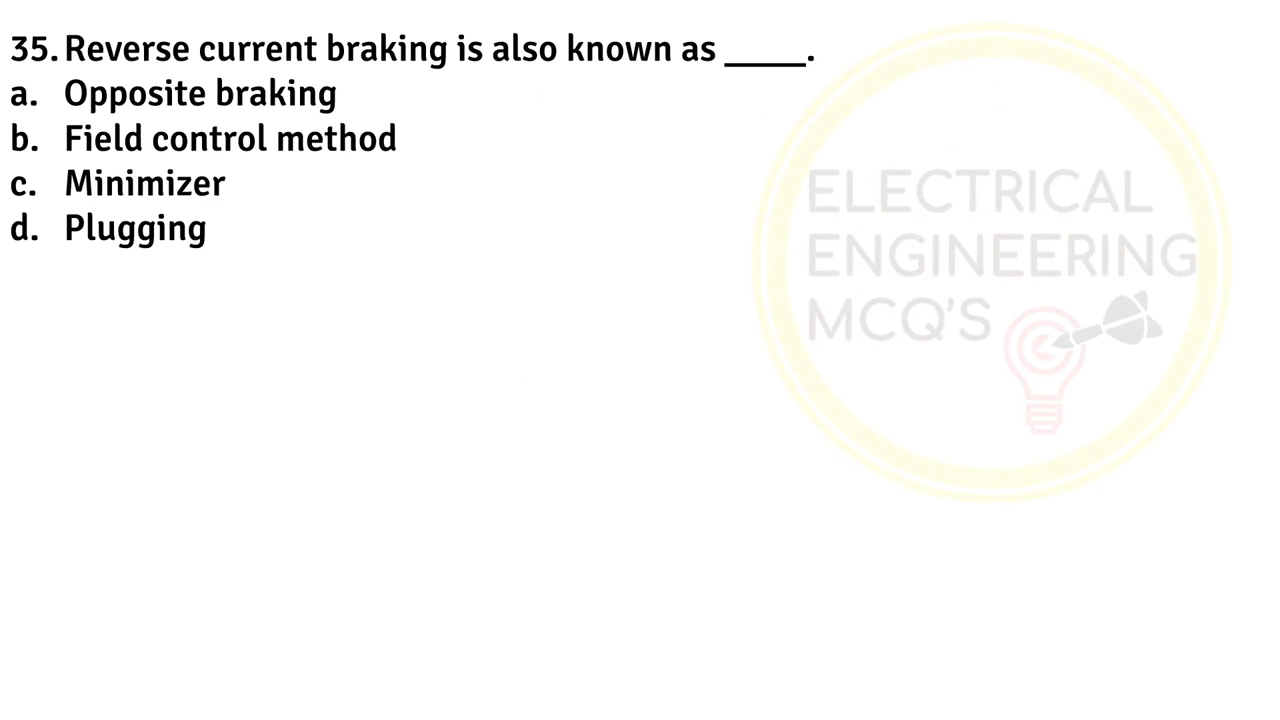 35. Reverse current braking is also known as _____.
a. Opposite braking
b. Field control method
c. Minimizer
d. Plugging
ELECTRICAL
ENGINEERING
MCQ'S